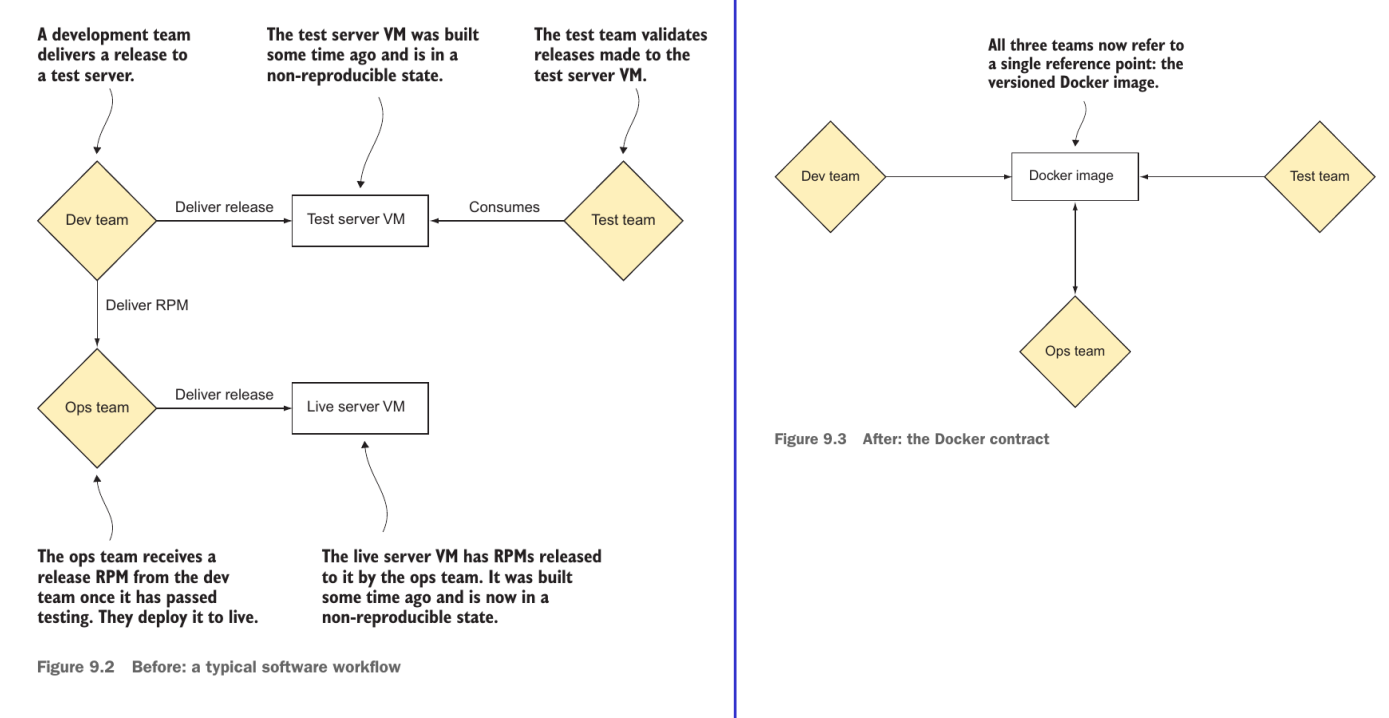 A development team
delivers a release to
a test server.
The test server VM was built
some time ago and is in a
non-reproducible state.
The test team validates
releases made to the
test server VM.
Dev team
Deliver release
Test server VM
Consumes
Test team
Deliver RPM
Ops team
Deliver release
Live server VM
The ops team receives a
release RPM from the dev
team once it has passed
testing. They deploy it to live.
The live server VM has RPMs released
to it by the ops team. It was built
some time ago and is now in a
non-reproducible state.
Figure 9.2 Before: a typical software workflow
All three teams now refer to
a single reference point: the
versioned Docker image.
Dev team
Docker image
Test team
Ops team
Figure 9.3 After: the Docker contract